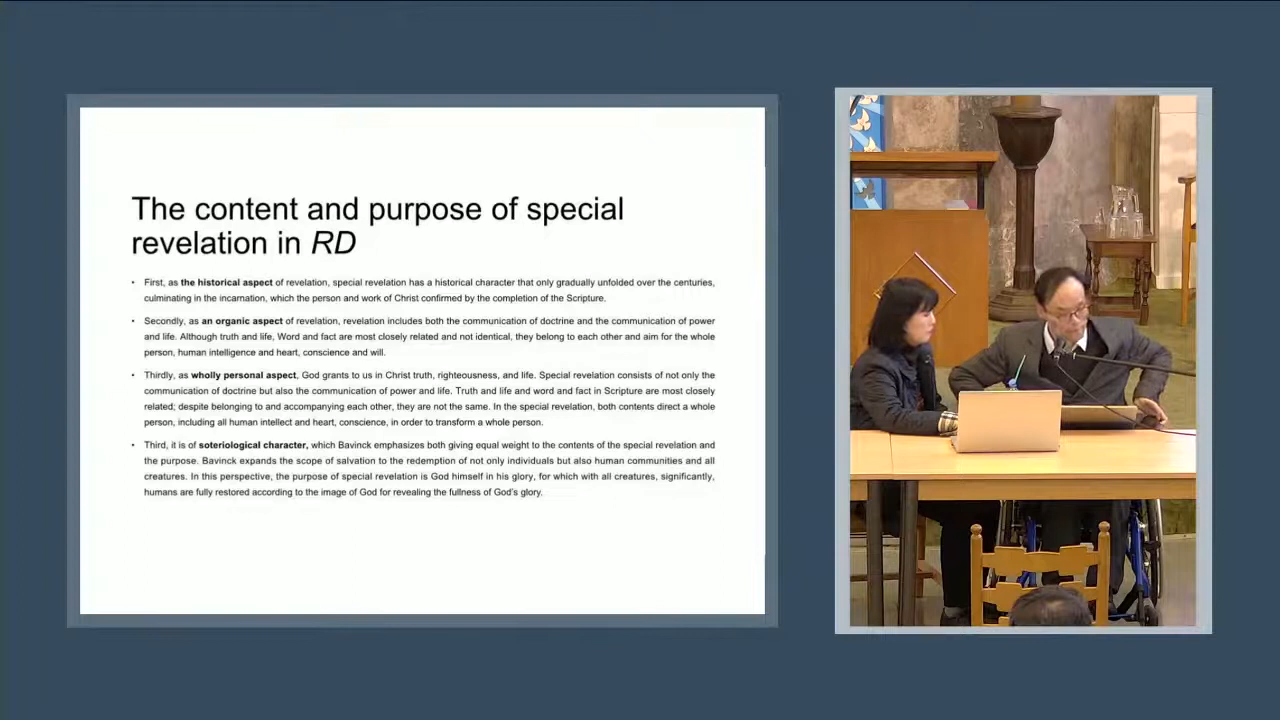 The content and purpose of special
revelation in RD
• First, as the historical aspect of revelation, special revelation has a historical character that only gradually unfolded over the centuries,
culminating in the incarnation, which the person and work of Christ confirmed by the completion of the Scripture.
• Secondly, as an organic aspect of revelation, revelation includes both the communication of doctrine and the communication of power
and life. Although truth and life, Word and fact are most closely related and not identical, they belong to each other and aim for the whole
person, human intelligence and heart, conscience and will.
• Thirdly, as wholly personal aspect, God grants to us in Christ truth, righteousness, and life. Special revelation consists of not only the
communication of doctrine but also the communication of power and life. Truth and life and word and fact in Scripture are most closely
related; despite belonging to and accompanying each other, they are not the same. In the special revelation, both contents direct a whole
person, including all human intellect and heart, conscience, in order to transform a whole person.
• Third, it is of soteriological character, which Bavinck emphasizes both giving equal weight to the contents of the special revelation and
the purpose. Bavinck expands the scope of salvation to the redemption of not only individuals but also human communities and all
creatures. In this perspective, the purpose of special revelation is God himself in his glory, for which with all creatures, significantly,
humans are fully restored according to the image of God for revealing the fullness of God's glory.